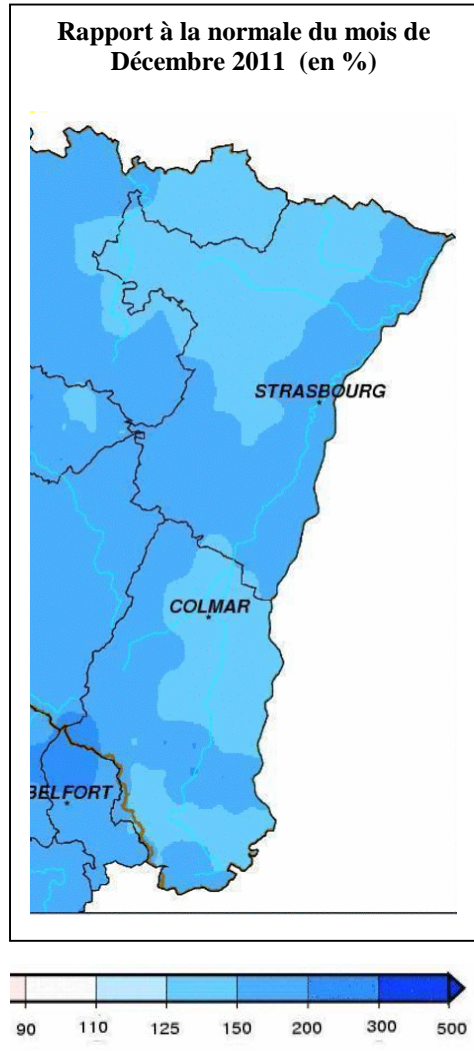 Rapport à la normale du mois de
Décembre 2011 (en %)
STRASBOURG
COLMAR
BELFORT
90 110 125 150 200 300 500